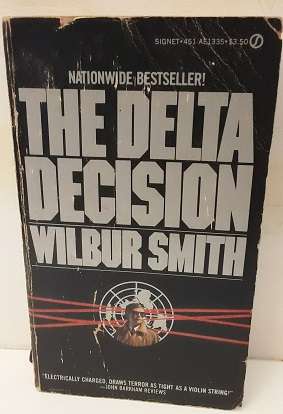 SIGNET•451•AE1335•$3.50
NATIONWIDE BESTSELLER!
THE DELTA
DECISION
WILBUR SMITH
"ELECTRICALLY CHARGED, DRAWS TERROR AS TIGHT AS A VIOLIN STRING!"
—JOHN BARKHAM REVIEWS